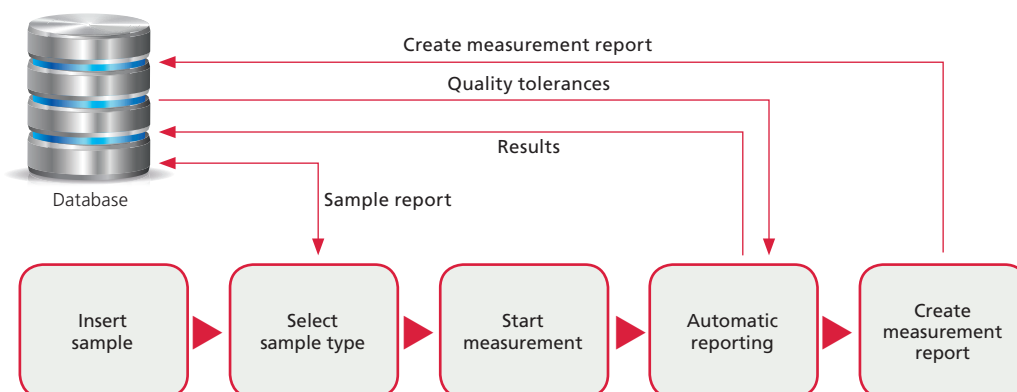 Create measurement report
Quality tolerances
Results
Sample report
Database
Insert
sample
Select
sample type
Start
measurement
Automatic
reporting
Create
measurement
report